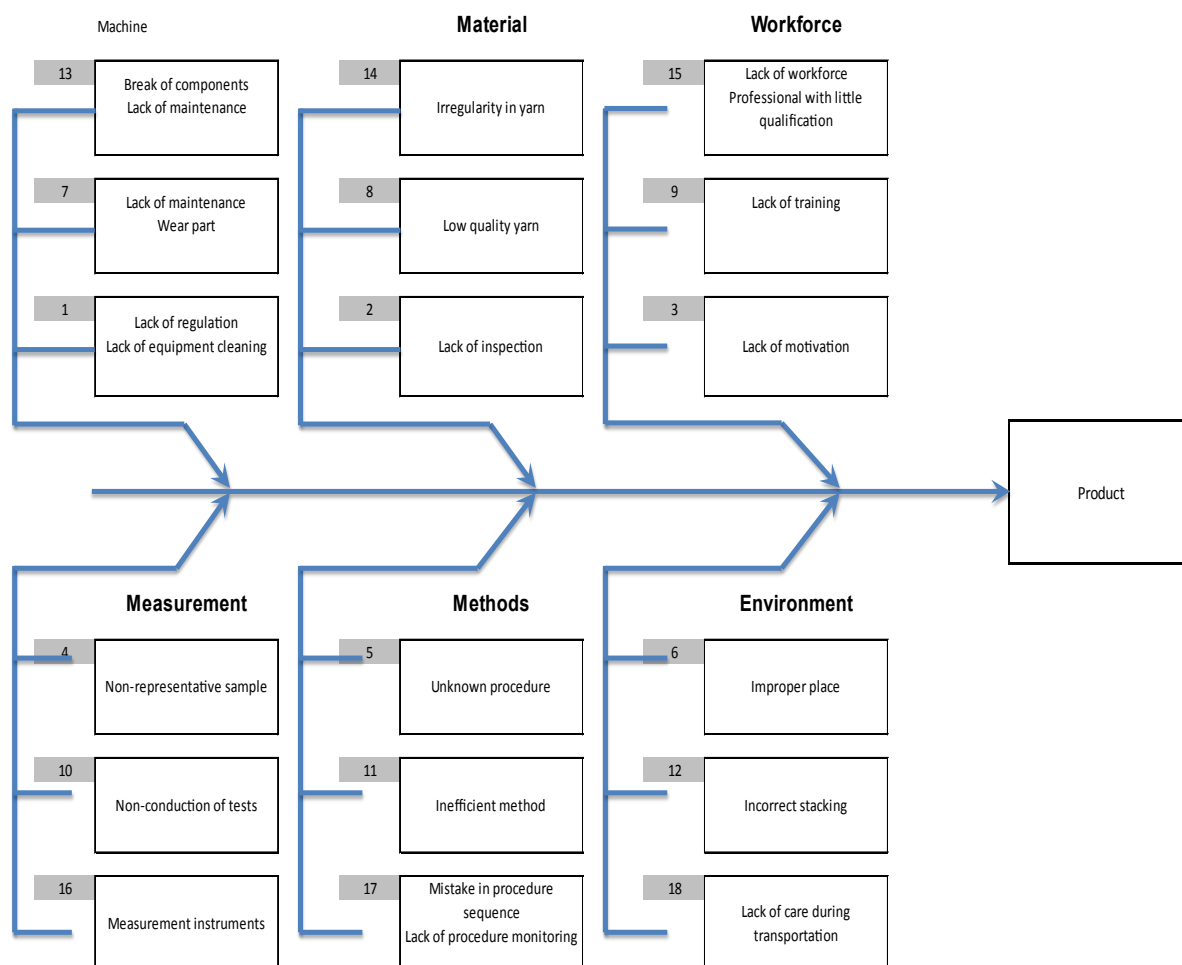 Machine
Material
Workforce
13
Break of components
Lack of maintenance
14
Irregularity in yarn
15
Lack of workforce
Professional with little
qualification
7
Lack of maintenance
Wear part
8
Low quality yarn
9
Lack of training
1
Lack of regulation
Lack of equipment cleaning
2
Lack of inspection
3
Lack of motivation
Product
Measurement
Methods
Environment
4
Non-representative sample
5
Unknown procedure
6
Improper place
10
Non-conduction of tests
11
Inefficient method
12
Incorrect stacking
16
Measurement instruments
17
Mistake in procedure
sequence
Lack of procedure monitoring
18
Lack of care during
transportation